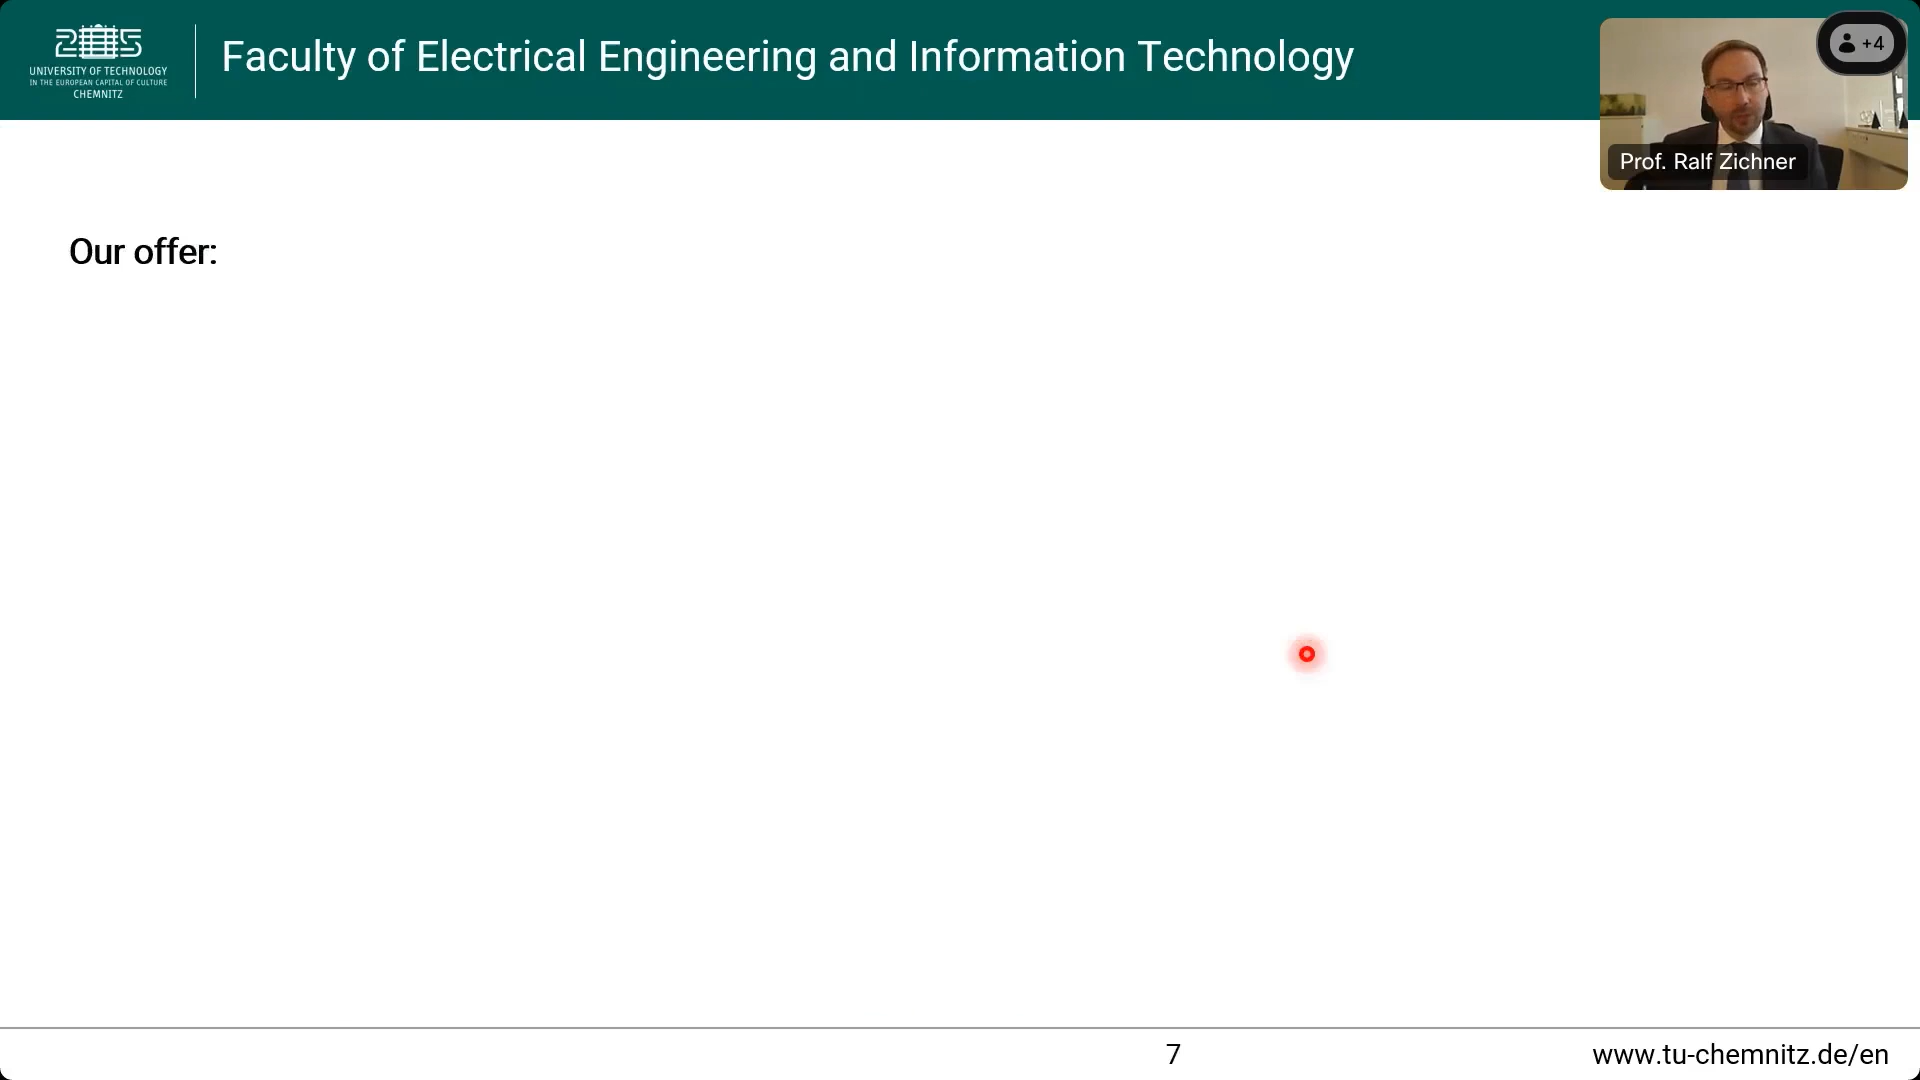 2025
UNIVERSITY OF TECHNOLOGY
IN THE EUROPEAN CAPITAL OF CULTURE
CHEMNITZ
Faculty of Electrical Engineering and Information Technology
+4
Prof. Ralf Zichner
Our offer:
7
www.tu-chemnitz.de/en